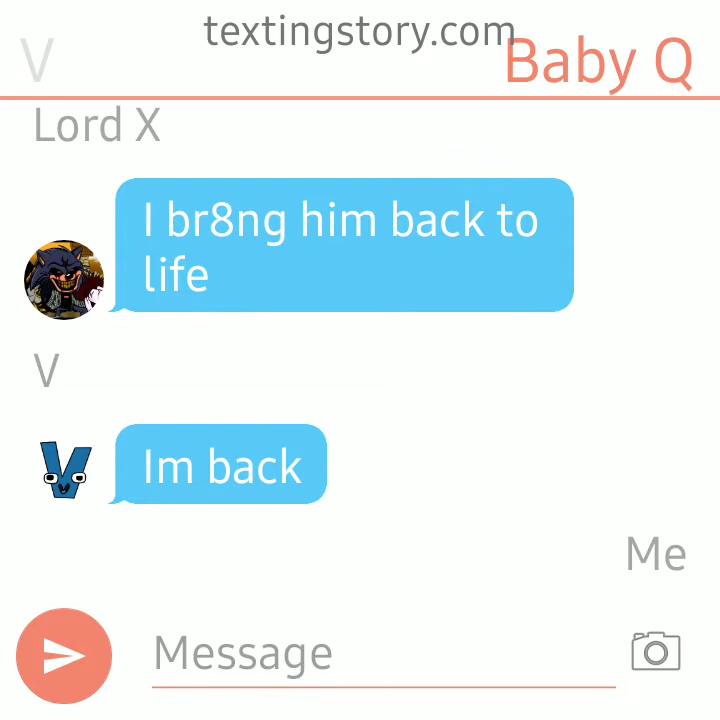 textingstory.com
V
Baby Q
Lord X
I br8ng him back to
life
V
Im back
Me
Message